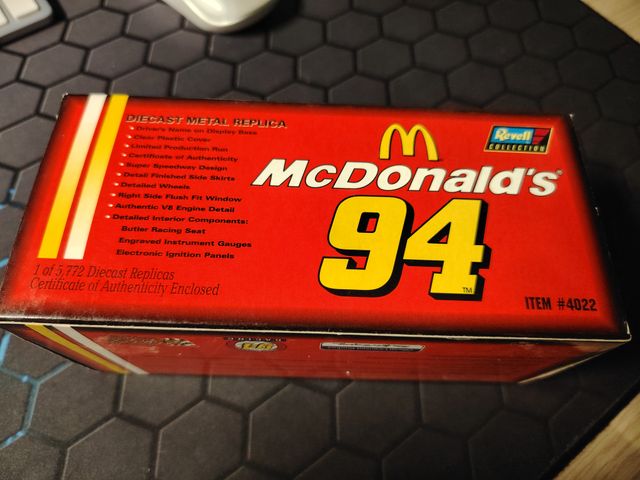 DIECAST METAL REPLICA
Driver's Name on Display Base
Clear Plastic Cover
Limited Production Run
Certificate of Authenticity
Super Speedway Design
Detail Finished Side Skirts
Detailed Wheels
Right Side Flush Fit Window
Authentic V8 Engine Detail
Detailed Interior Components:
Butler Racing Seat
Engraved Instrument Gauges
Electronic Ignition Panels
1 of 5,772 Diecast Replicas
Certificate of Authenticity Enclosed
McDonald's®
94
TM
Revell
COLLECTION
ITEM #4022